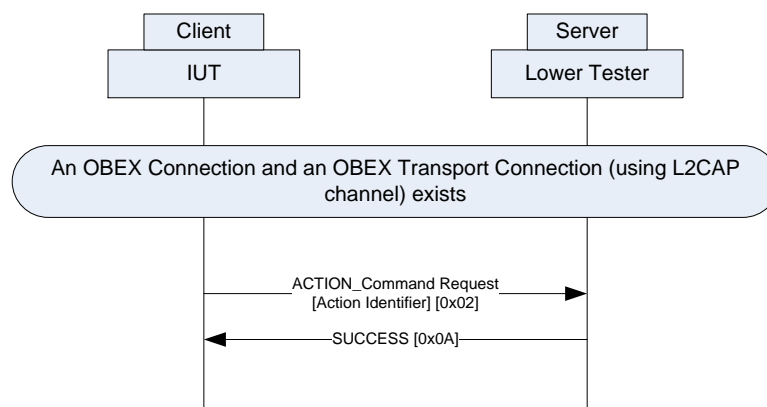 Client
Server
IUT
Lower Tester
An OBEX Connection and an OBEX Transport Connection (using L2CAP
channel) exists
ACTION_Command Request
[Action Identifier] [0x02]
SUCCESS [0x0A]